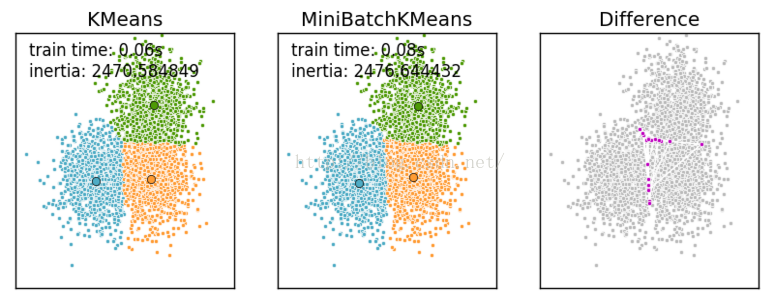 KMeans
train time: 0.06s
inertia: 2470.584849
MiniBatchKMeans
train time: 0.08s
inertia: 2476.644432
Difference